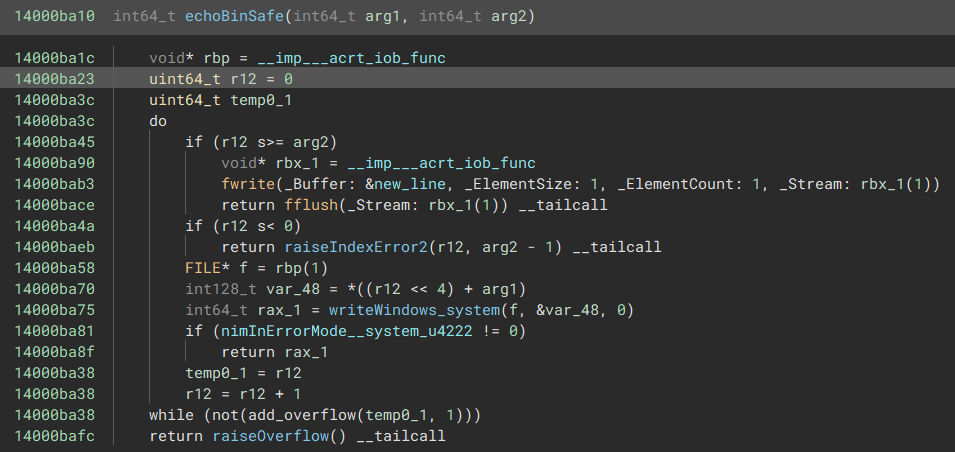 14000ba10 int64_t echoBinSafe(int64_t arg1, int64_t arg2)
14000ba1c void* rbp = __imp___acrt_iob_func
14000ba23 uint64_t r12 = 0
14000ba3c uint64_t temp0_1
14000ba3c do
14000ba45 if (r12 s>= arg2)
14000ba90 void* rbx_1 = __imp___acrt_iob_func
14000bab3 fwrite(_Buffer: &new_line, _ElementSize: 1, _ElementCount: 1, _Stream: rbx_1(1))
14000bace return fflush(_Stream: rbx_1(1)) __tailcall
14000ba4a if (r12 s< 0)
14000baeb return raiseIndexError2(r12, arg2 - 1) __tailcall
14000ba58 FILE* f = rbp(1)
14000ba70 int128_t var_48 = *((r12 << 4) + arg1)
14000ba75 int64_t rax_1 = writeWindows_system(f, &var_48, 0)
14000ba81 if (nimInErrorMode__system_u4222 != 0)
14000ba8f return rax_1
14000ba38 temp0_1 = r12
14000ba38 r12 = r12 + 1
14000ba38 while (not(add_overflow(temp0_1, 1)))
14000bafc return raiseOverflow() __tailcall